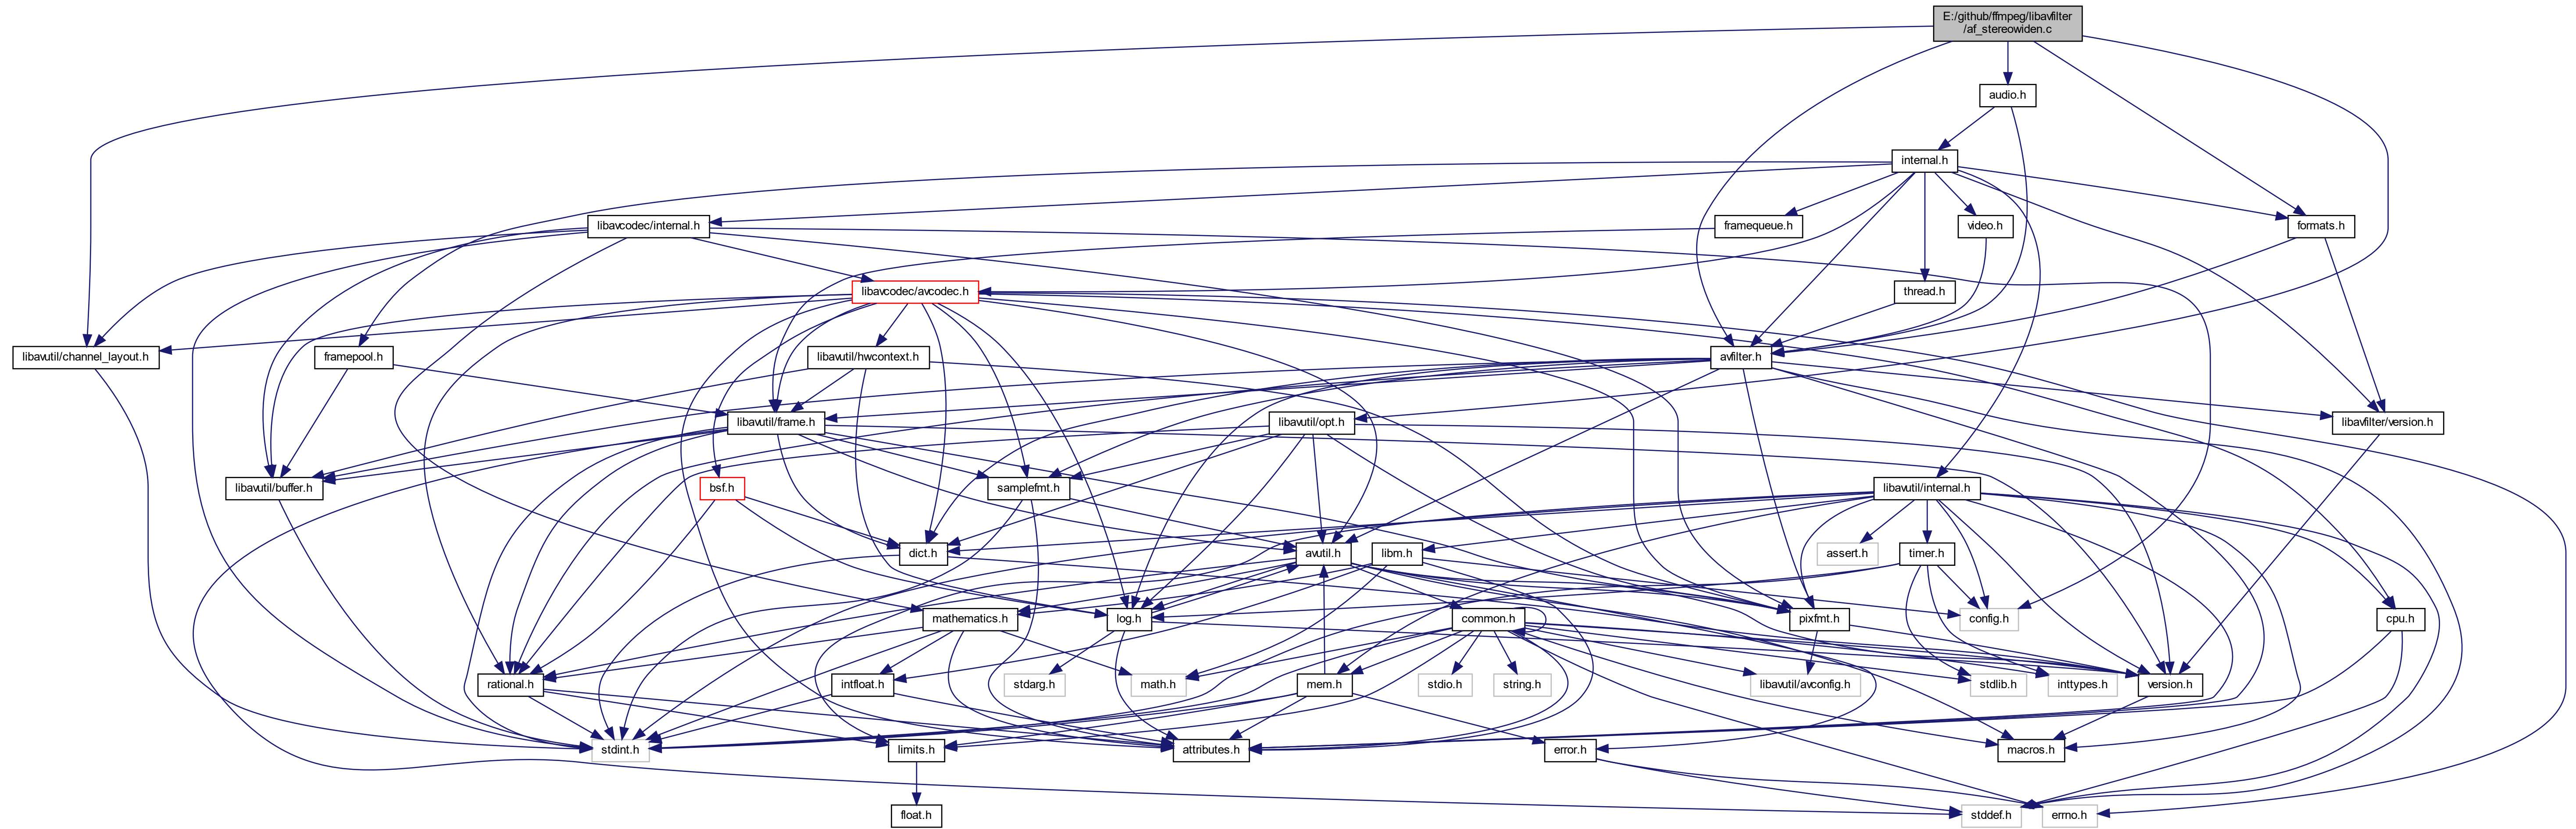 E:/github/ffmpeg/libavfilter
/af_stereowiden.c
audio.h
internal.h
libavcodec/internal.h
framequeue.h
video.h
formats.h
libavcodec/avcodec.h
thread.h
libavutil/channel_layout.h
framepool.h
libavutil/hwcontext.h
avfilter.h
libavutil/frame.h
libavutil/opt.h
libavfilter/version.h
libavutil/buffer.h
bsf.h
samplefmt.h
libavutil/internal.h
dict.h
avutil.h
libm.h
assert.h
timer.h
mathematics.h
log.h
common.h
pixfmt.h
config.h
cpu.h
rational.h
intfloat.h
stdarg.h
math.h
mem.h
stdio.h
string.h
libavutil/avconfig.h
stdlib.h
inttypes.h
version.h
stdint.h
limits.h
attributes.h
error.h
macros.h
float.h
stddef.h
errno.h